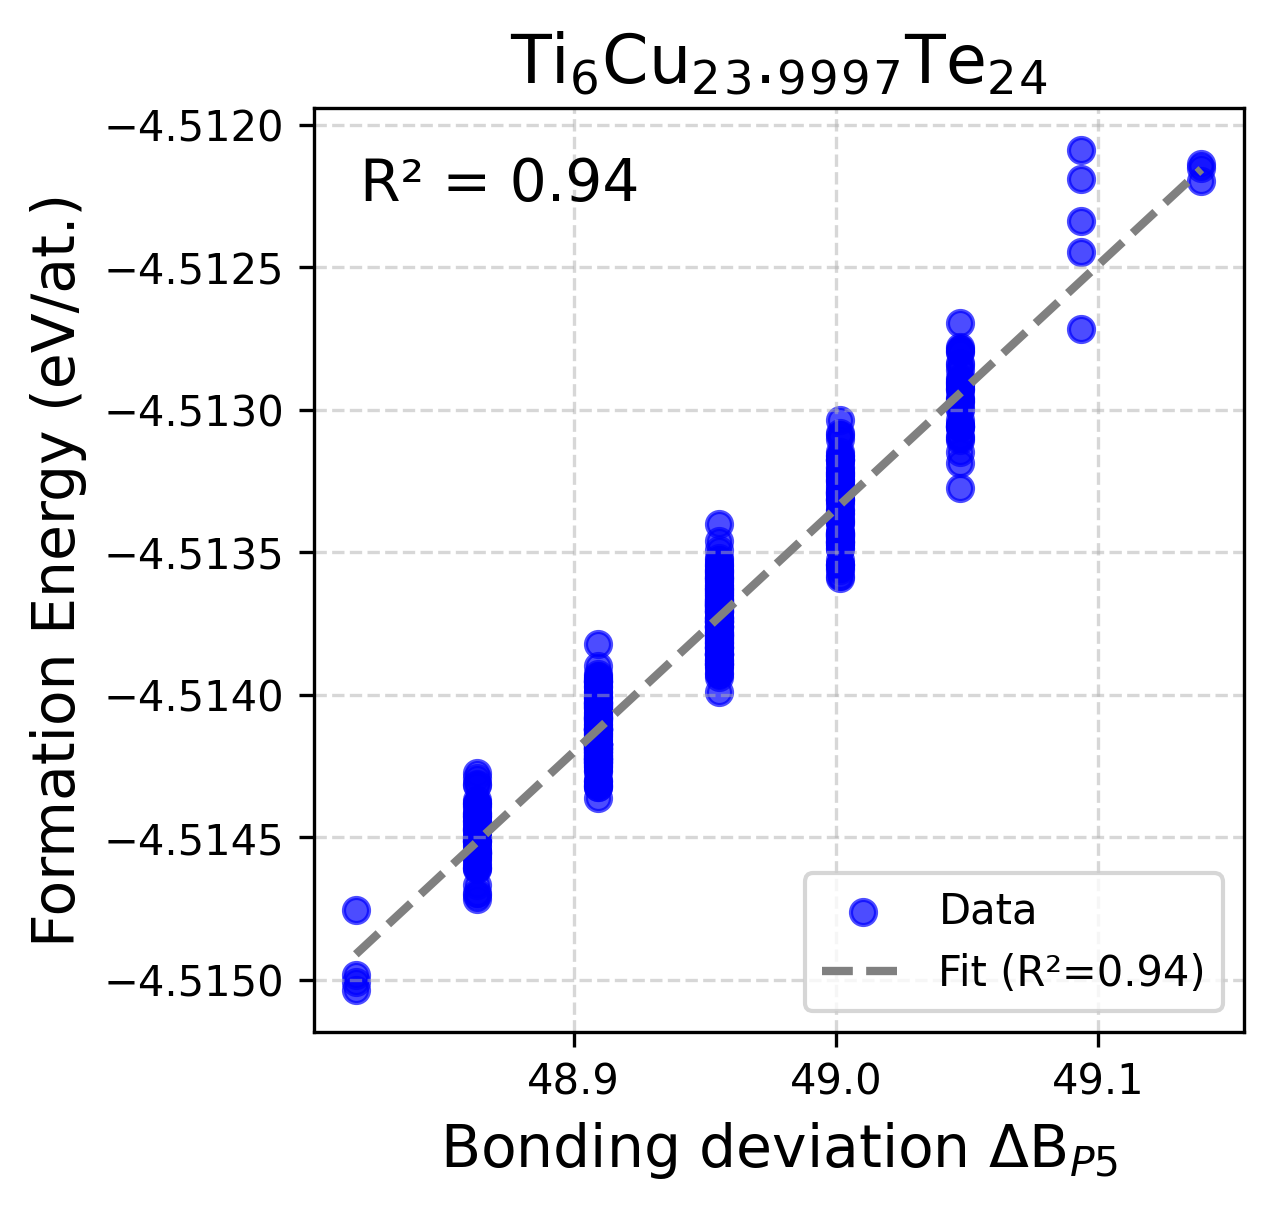 Ti₆Cu₂₃.₉₉₉₇Te₂₄
R² = 0.94
−4.5120
−4.5125
−4.5130
−4.5135
−4.5140
−4.5145
−4.5150
Formation Energy (eV/at.)
Data
Fit (R²=0.94)
48.9 49.0 49.1
Bonding deviation ΔB_P5